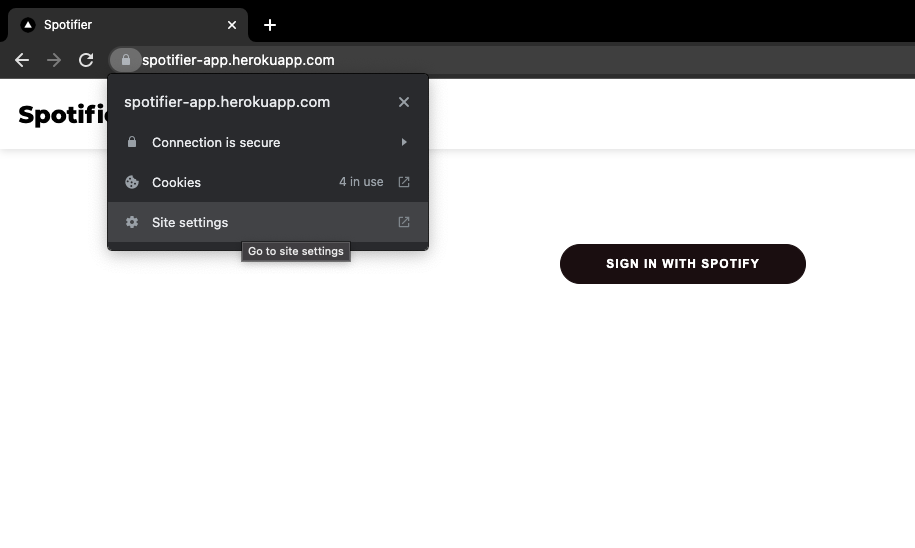 Spotifier
spotifier-app.herokuapp.com
Spotifie
spotifier-app.herokuapp.com
Connection is secure
Cookies 4 in use
Site settings
Go to site settings
SIGN IN WITH SPOTIFY